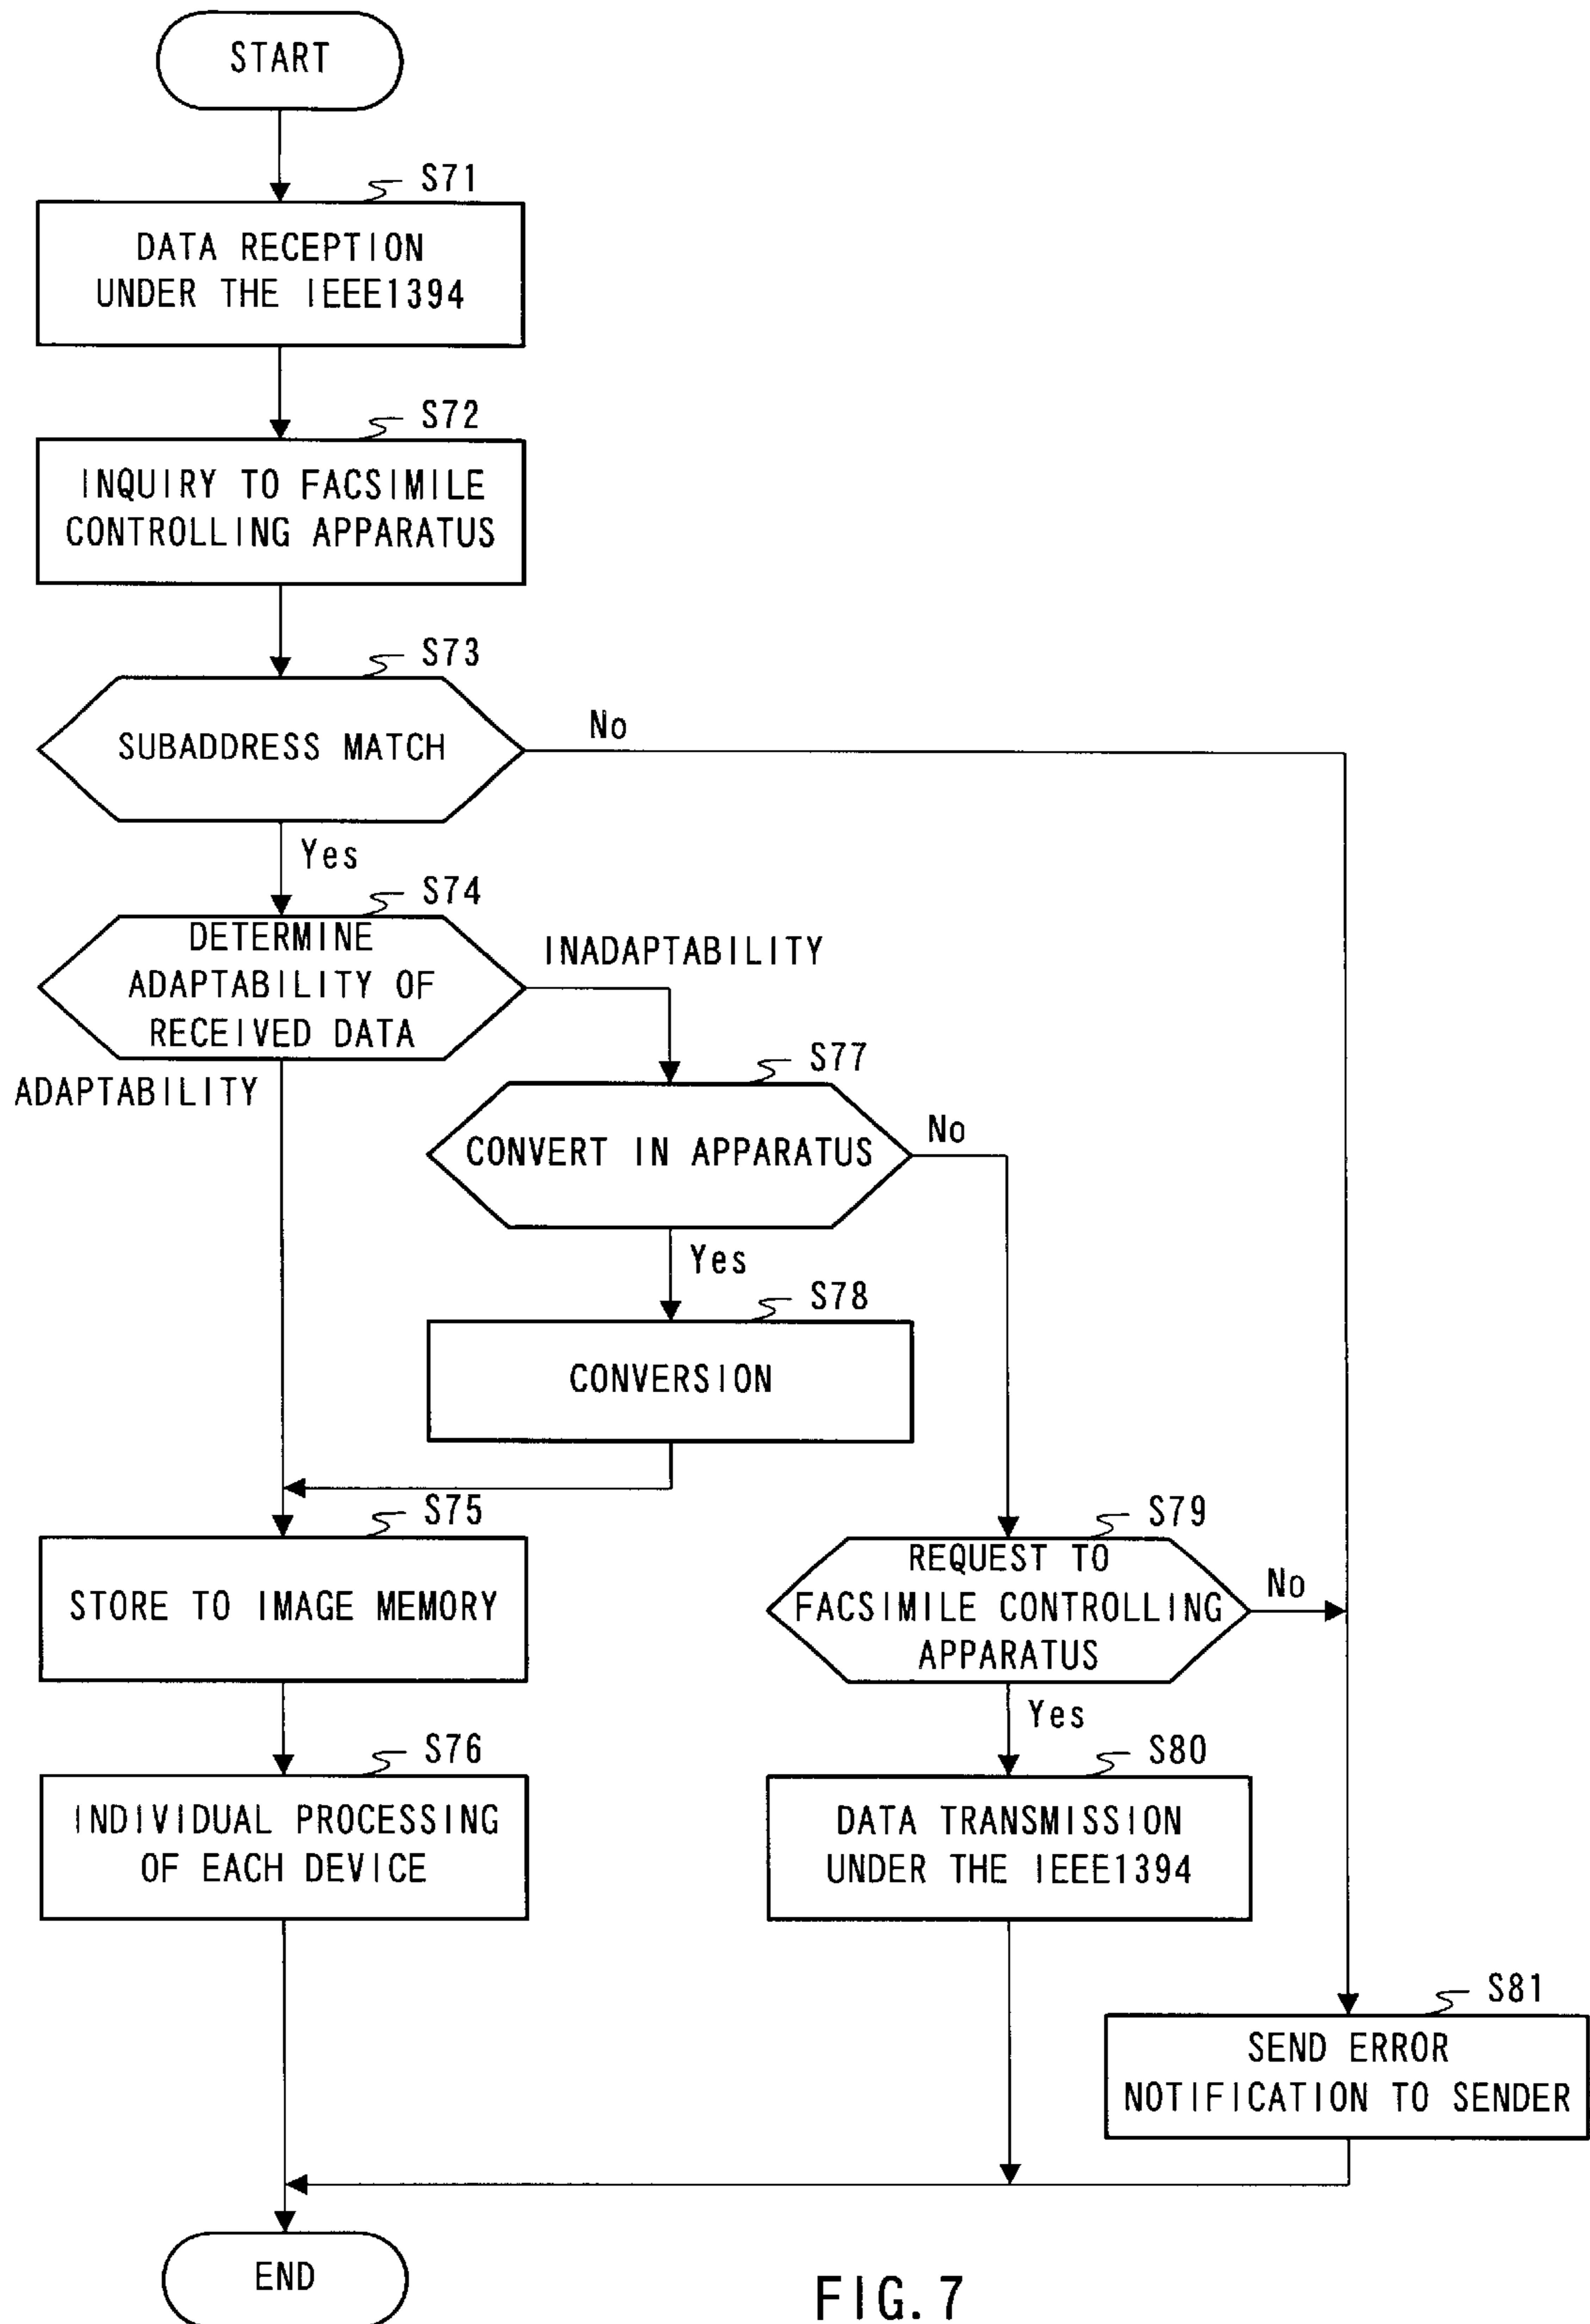 START
S71
DATA RECEPTION
UNDER THE IEEE1394
S72
INQUIRY TO FACSIMILE
CONTROLLING APPARATUS
S73
SUBADDRESS MATCH
No
Yes
S74
DETERMINE
ADAPTABILITY OF
RECEIVED DATA
INADAPTABILITY
ADAPTABILITY
S77
CONVERT IN APPARATUS
No
Yes
S78
CONVERSION
S75
STORE TO IMAGE MEMORY
S79
REQUEST TO
FACSIMILE CONTROLLING
APPARATUS
No
Yes
S76
INDIVIDUAL PROCESSING
OF EACH DEVICE
S80
DATA TRANSMISSION
UNDER THE IEEE1394
S81
SEND ERROR
NOTIFICATION TO SENDER
END
FIG. 7